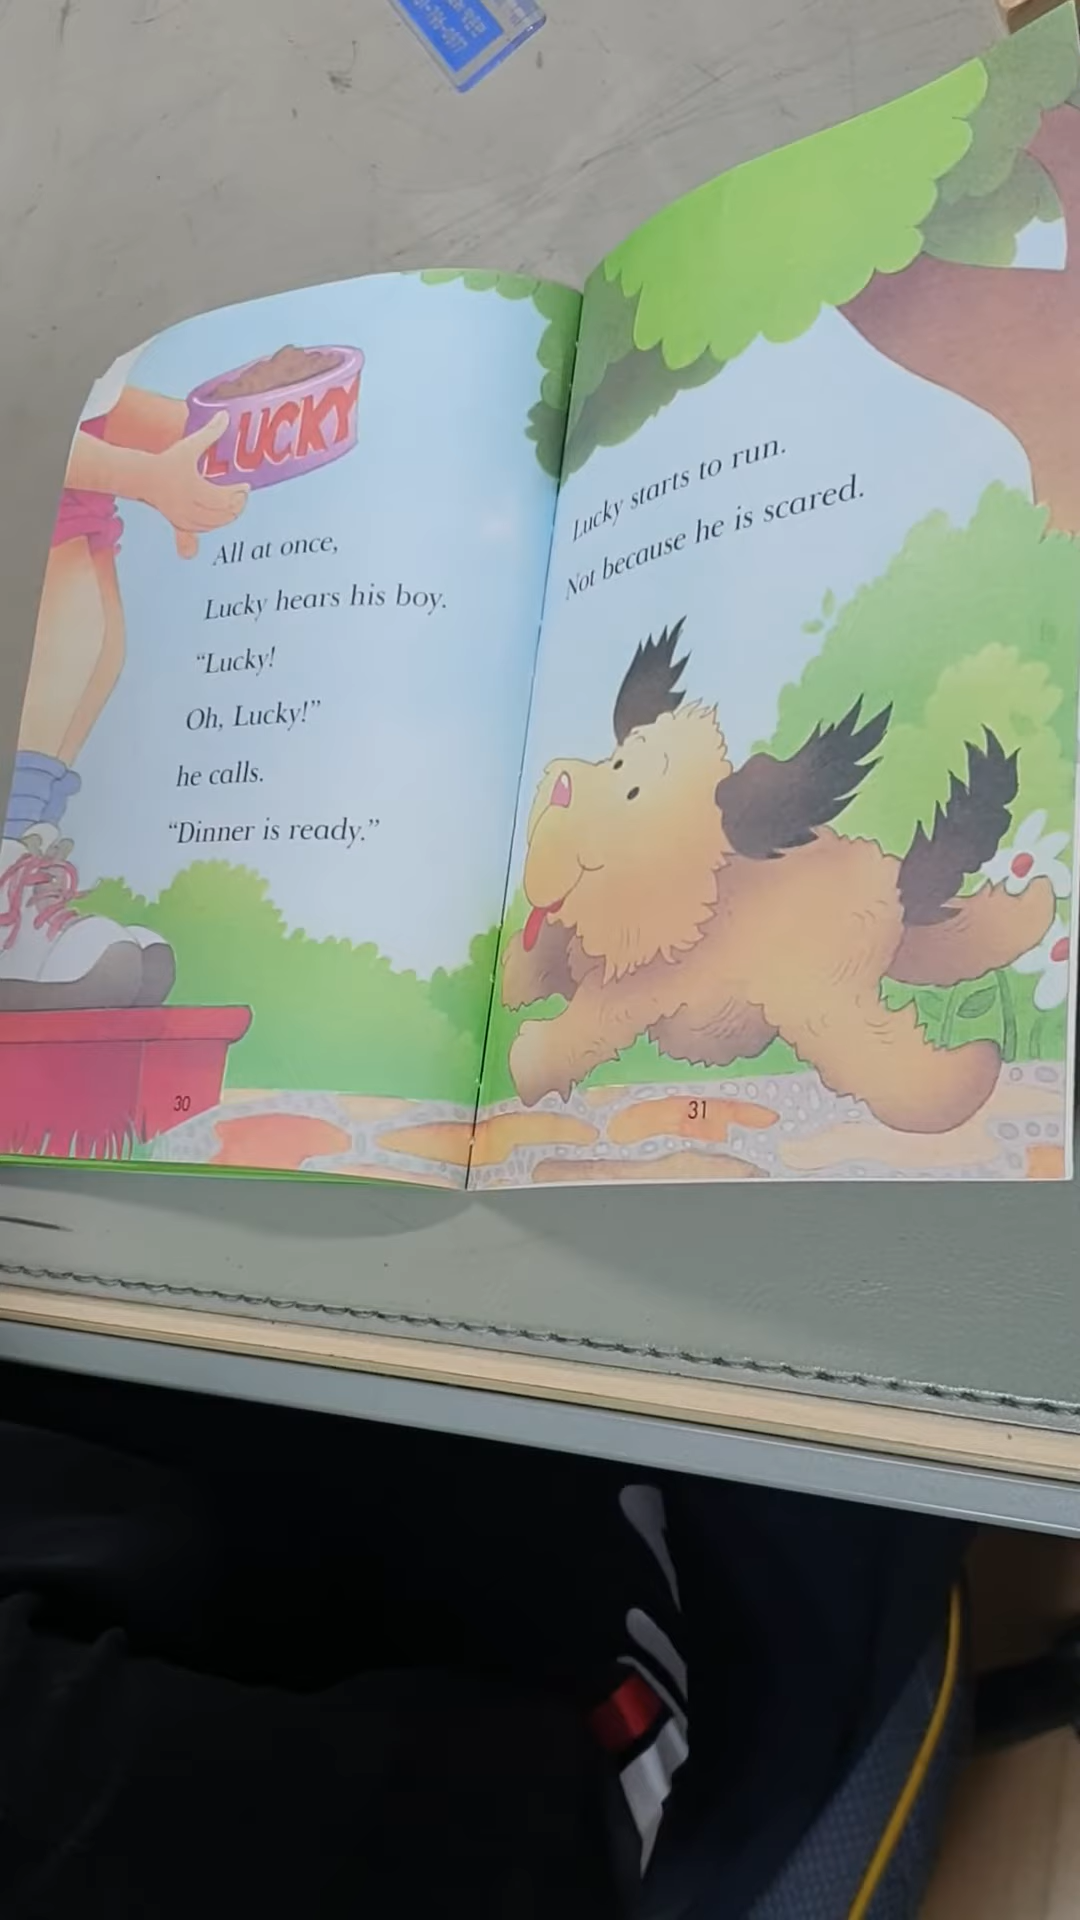 LUCKY
All at once,
Lucky hears his boy.
“Lucky!
Oh, Lucky!”
he calls.
“Dinner is ready.”
30
Lucky starts to run.
Not because he is scared.
31